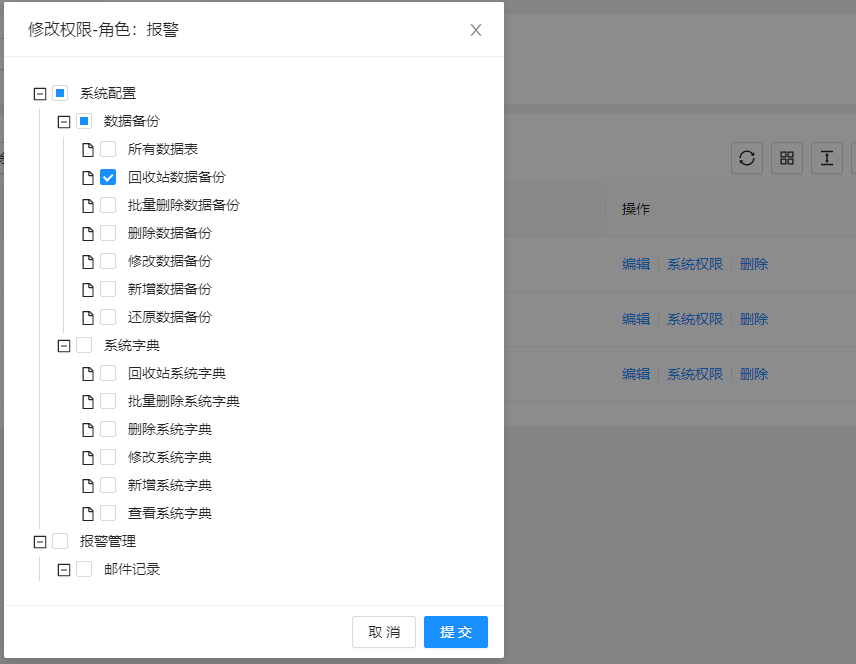 修改权限-角色：报警
系统配置
数据备份
所有数据表
回收站数据备份
批量删除数据备份
删除数据备份
修改数据备份
新增数据备份
还原数据备份
系统字典
回收站系统字典
批量删除系统字典
删除系统字典
修改系统字典
新增系统字典
查看系统字典
报警管理
邮件记录
取 消 提 交
操作
编辑 系统权限 删除
编辑 系统权限 删除
编辑 系统权限 删除